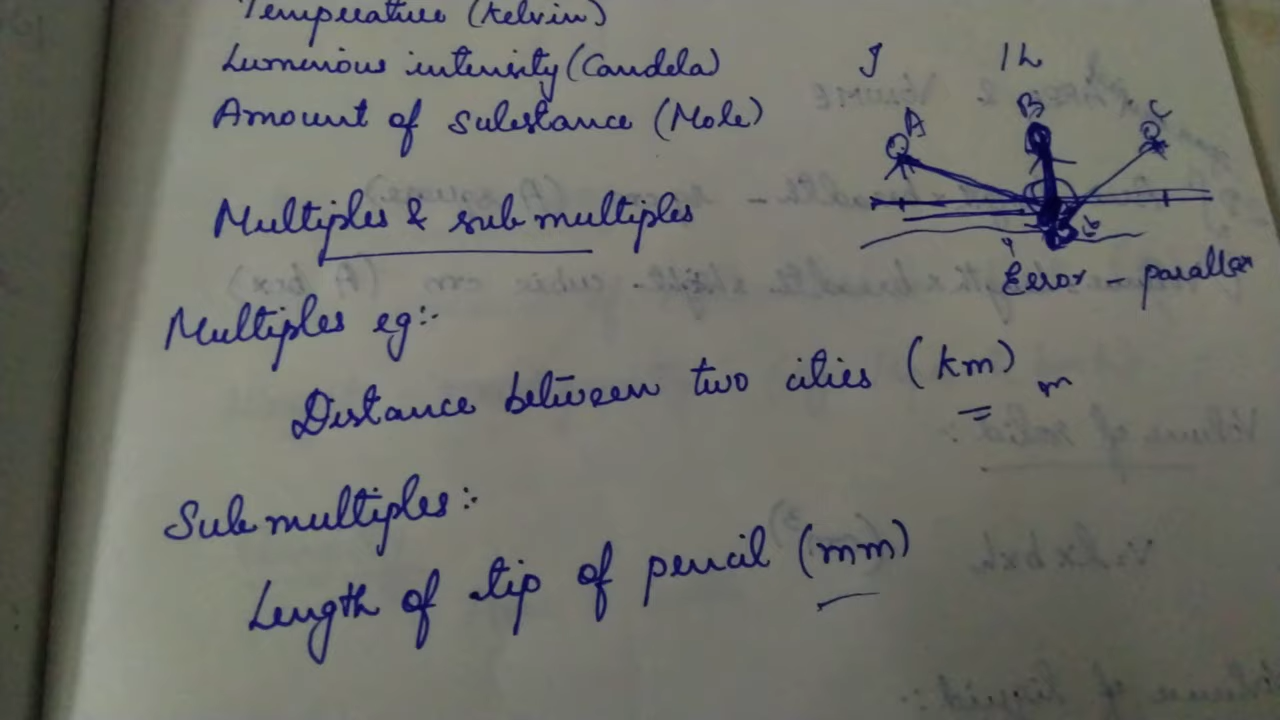 Temperature (Kelvin)
Luminous intensity (Candela)
Amount of substance (Mole)
A B C
Error - parallax
Multiples & sub multiples
Multiples eg:-
Distance between two cities (km) m
Sub multiples:-
Length of tip of pencil (mm)